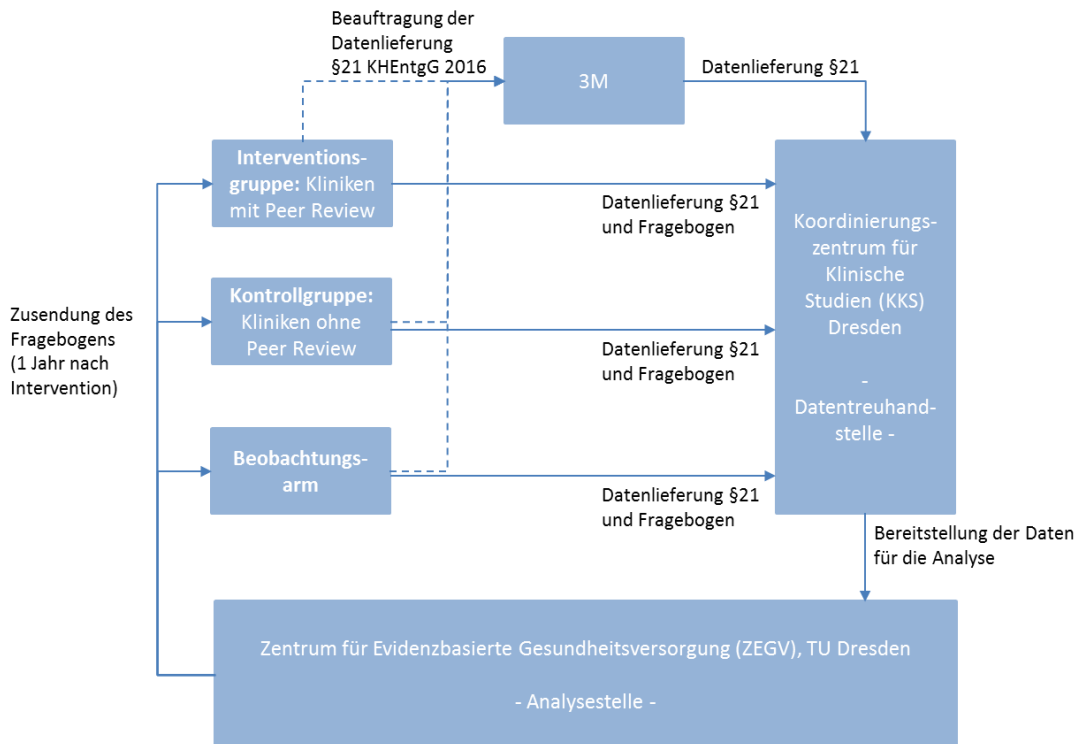 Beauftragung der
Datenlieferung
§21 KHEntgG 2016
3M
Datenlieferung §21
Interventions-
gruppe: Kliniken
mit Peer Review
Datenlieferung §21
und Fragebogen
Koordinierungs-
zentrum für
Klinische
Studien (KKS)
Dresden
-
Datentreuhand-
stelle -
Zusendung des
Fragebogens
(1 Jahr nach
Intervention)
Kontrollgruppe:
Kliniken ohne
Peer Review
Datenlieferung §21
und Fragebogen
Beobachtungs-
arm
Datenlieferung §21
und Fragebogen
Bereitstellung der Daten
für die Analyse
Zentrum für Evidenzbasierte Gesundheitsversorgung (ZEGV), TU Dresden
- Analysestelle -